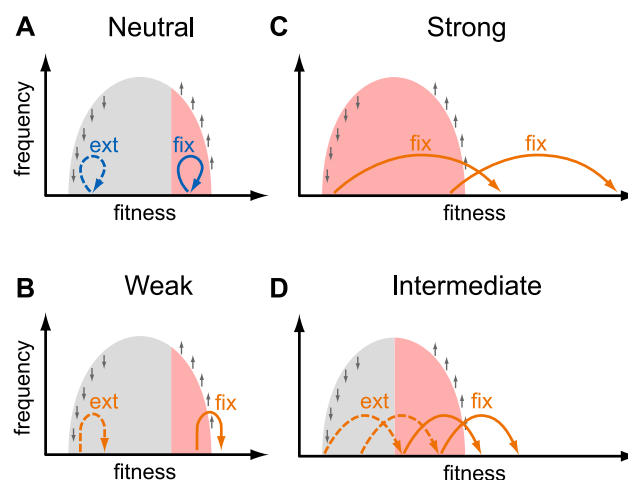 A
Neutral
frequency
ext
fix
fitness
C
Strong
fix
fix
fitness
B
Weak
frequency
ext
fix
fitness
D
Intermediate
ext
fix
fitness